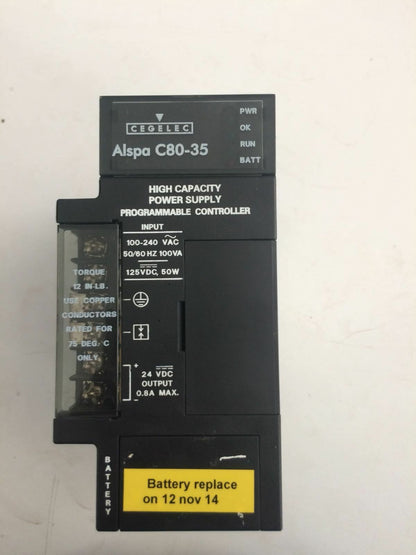 CEGELEC
Alspa C80-35
PWR
OK
RUN
BATT
HIGH CAPACITY
POWER SUPPLY
PROGRAMMABLE CONTROLLER
INPUT
100-240 VAC
50/60 HZ 100VA
125VDC, 50W
TORQUE
12 IN-LB.
USE COPPER
CONDUCTORS
RATED FOR
75 DEG. C
ONLY.
+ 24 VDC
OUTPUT
- 0.8A MAX.
BATTERY
Battery replace
on 12 nov 14